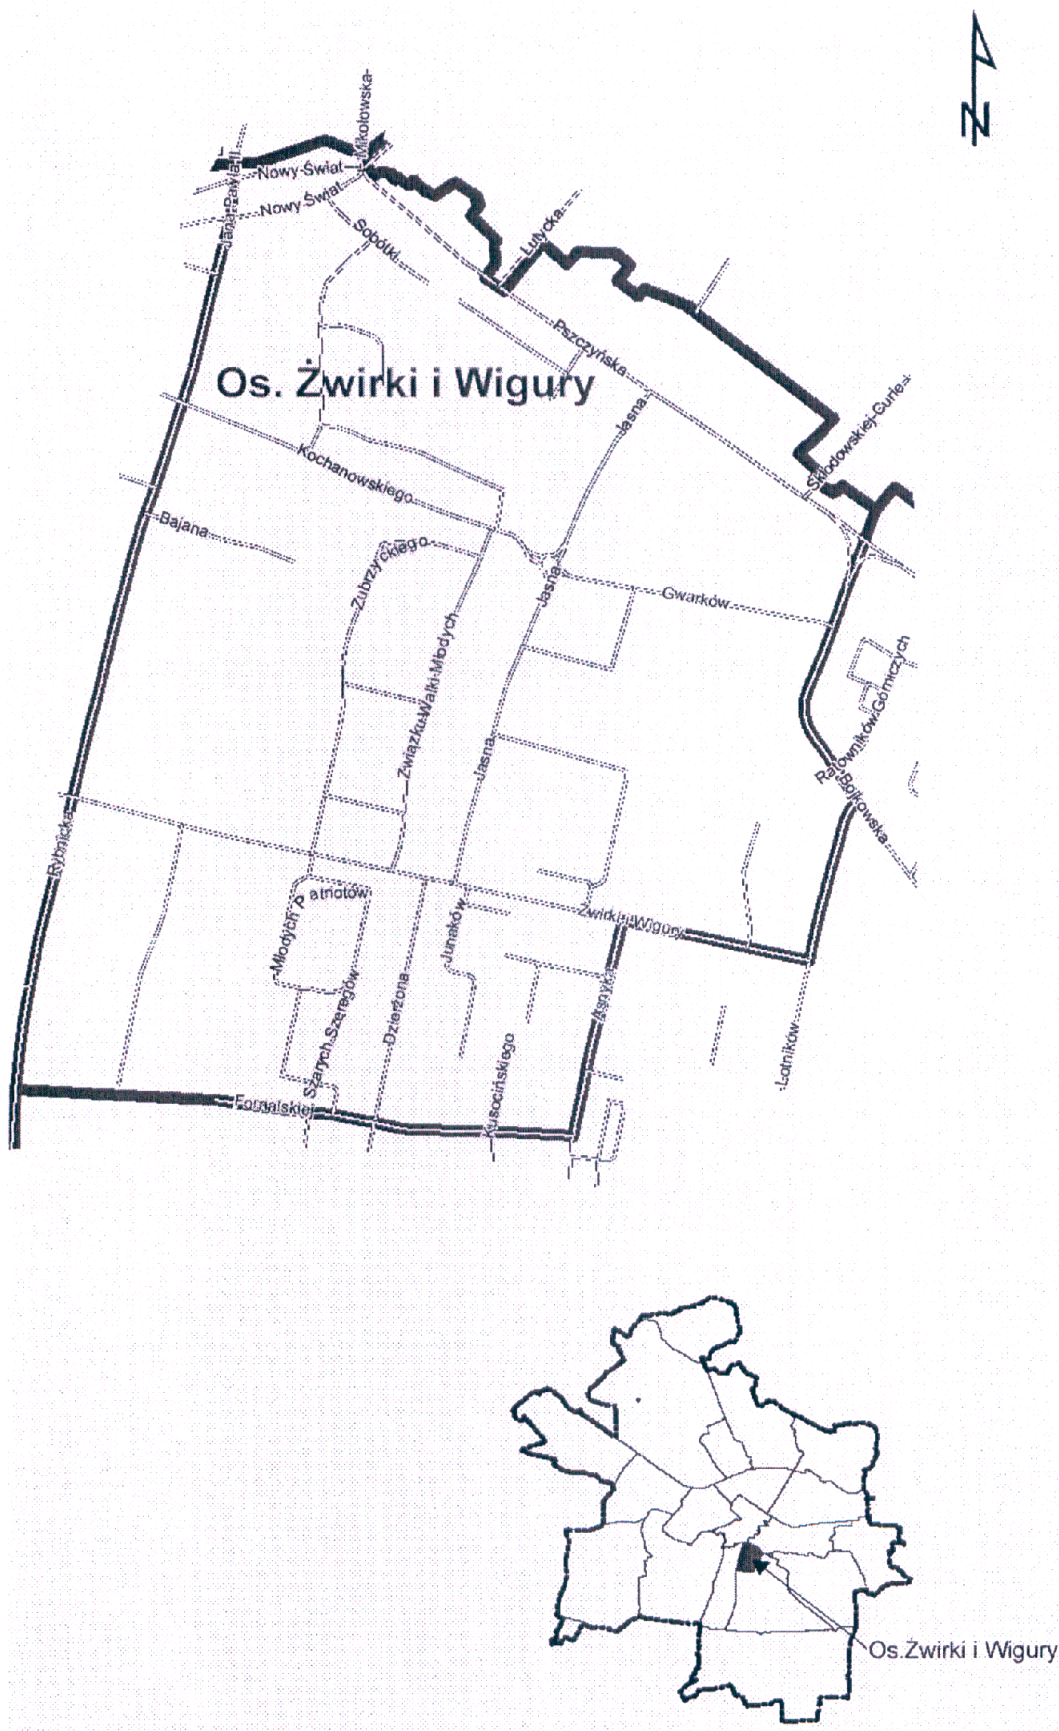 N
Mikołowska
Jana Pawła II
Nowy Świat
Nowy Świat
Sobótki
Lutycka
Pszczyńska
Os. Żwirki i Wigury
Jasna
Skłodowskiej-Curie
Kochanowskiego
Bajana
Zubrzyckiego
Jasna
Gwarków
Związku Walki Młodych
Ratowników Górniczych
Jasna
Bojkowska
Rybnicka
Młodych Patriotów
Żwirki i Wigury
Junaków
Szarych Szeregów
Dzierżona
Asnyka
Lotników
Kusocińskiego
Fornalskiej
Os.Żwirki i Wigury